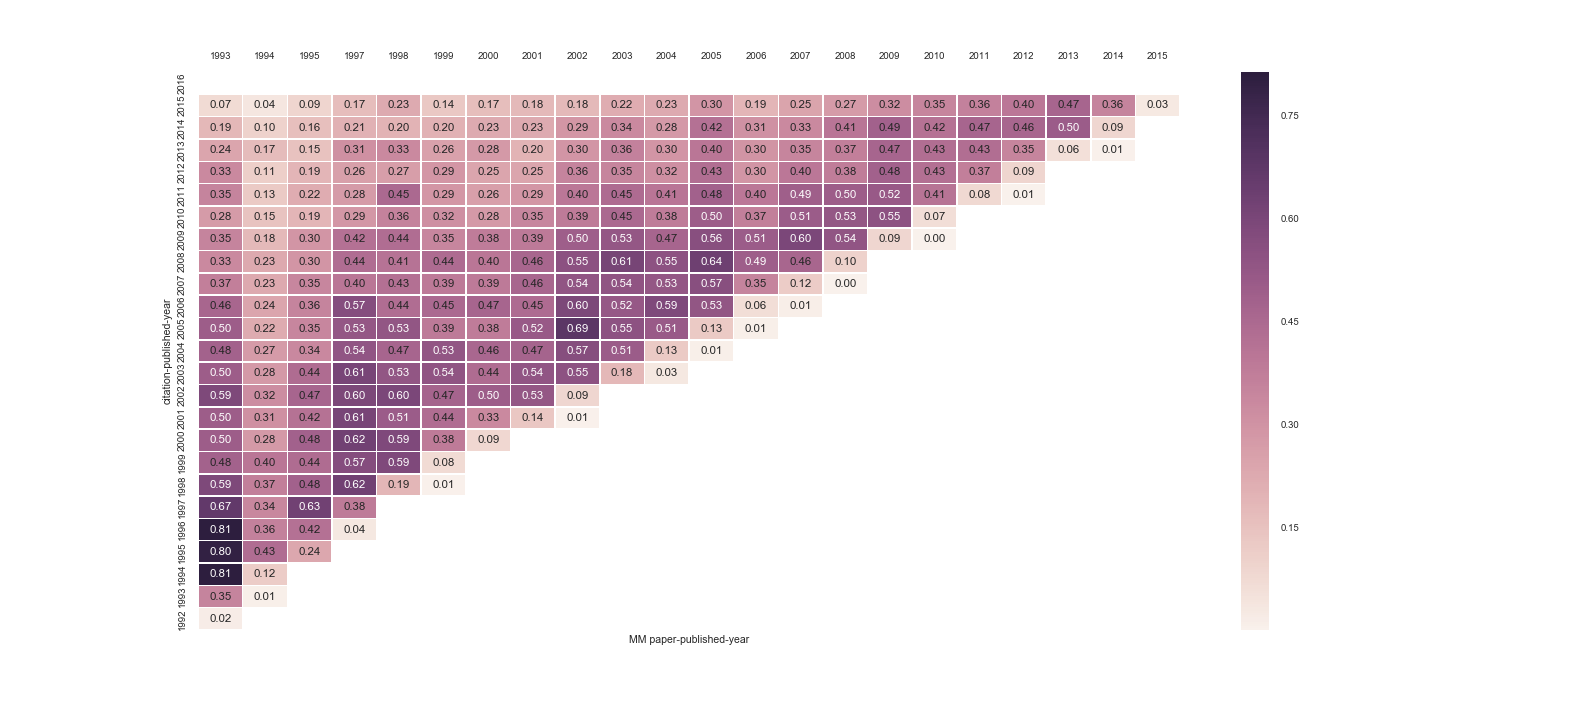 1993 1994 1995 1997 1998 1999 2000 2001 2002 2003 2004 2005 2006 2007 2008 2009 2010 2011 2012 2013 2014 2015
2016
2015 0.07 0.04 0.09 0.17 0.23 0.14 0.17 0.18 0.18 0.22 0.23 0.30 0.19 0.25 0.27 0.32 0.35 0.36 0.40 0.47 0.36 0.03
2014 0.19 0.10 0.16 0.21 0.20 0.20 0.23 0.23 0.29 0.34 0.28 0.42 0.31 0.33 0.41 0.49 0.42 0.47 0.46 0.50 0.09
2013 0.24 0.17 0.15 0.31 0.33 0.26 0.28 0.20 0.30 0.36 0.30 0.40 0.30 0.35 0.37 0.47 0.43 0.43 0.35 0.06 0.01
2012 0.33 0.11 0.19 0.26 0.27 0.29 0.25 0.25 0.36 0.35 0.32 0.43 0.30 0.40 0.38 0.48 0.43 0.37 0.09
2011 0.35 0.13 0.22 0.28 0.45 0.29 0.26 0.29 0.40 0.45 0.41 0.48 0.40 0.49 0.50 0.52 0.41 0.08 0.01
2010 0.28 0.15 0.19 0.29 0.36 0.32 0.28 0.35 0.39 0.45 0.38 0.50 0.37 0.51 0.53 0.55 0.07
2009 0.35 0.18 0.30 0.42 0.44 0.35 0.38 0.39 0.50 0.53 0.47 0.56 0.51 0.60 0.54 0.09 0.00
2008 0.33 0.23 0.30 0.44 0.41 0.44 0.40 0.46 0.55 0.61 0.55 0.64 0.49 0.46 0.10
2007 0.37 0.23 0.35 0.40 0.43 0.39 0.39 0.46 0.54 0.54 0.53 0.57 0.35 0.12 0.00
2006 0.46 0.24 0.36 0.57 0.44 0.45 0.47 0.45 0.60 0.52 0.59 0.53 0.06 0.01
2005 0.50 0.22 0.35 0.53 0.53 0.39 0.38 0.52 0.69 0.55 0.51 0.13 0.01
2004 0.48 0.27 0.34 0.54 0.47 0.53 0.46 0.47 0.57 0.51 0.13 0.01
2003 0.50 0.28 0.44 0.61 0.53 0.54 0.44 0.54 0.55 0.18 0.03
2002 0.59 0.32 0.47 0.60 0.60 0.47 0.50 0.53 0.09
2001 0.50 0.31 0.42 0.61 0.51 0.44 0.33 0.14 0.01
2000 0.50 0.28 0.48 0.62 0.59 0.38 0.09
1999 0.48 0.40 0.44 0.57 0.59 0.08
1998 0.59 0.37 0.48 0.62 0.19 0.01
1997 0.67 0.34 0.63 0.38
1996 0.81 0.36 0.42 0.04
1995 0.80 0.43 0.24
1994 0.81 0.12
1993 0.35 0.01
1992 0.02
citation-published-year
MM paper-published-year
0.75
0.60
0.45
0.30
0.15